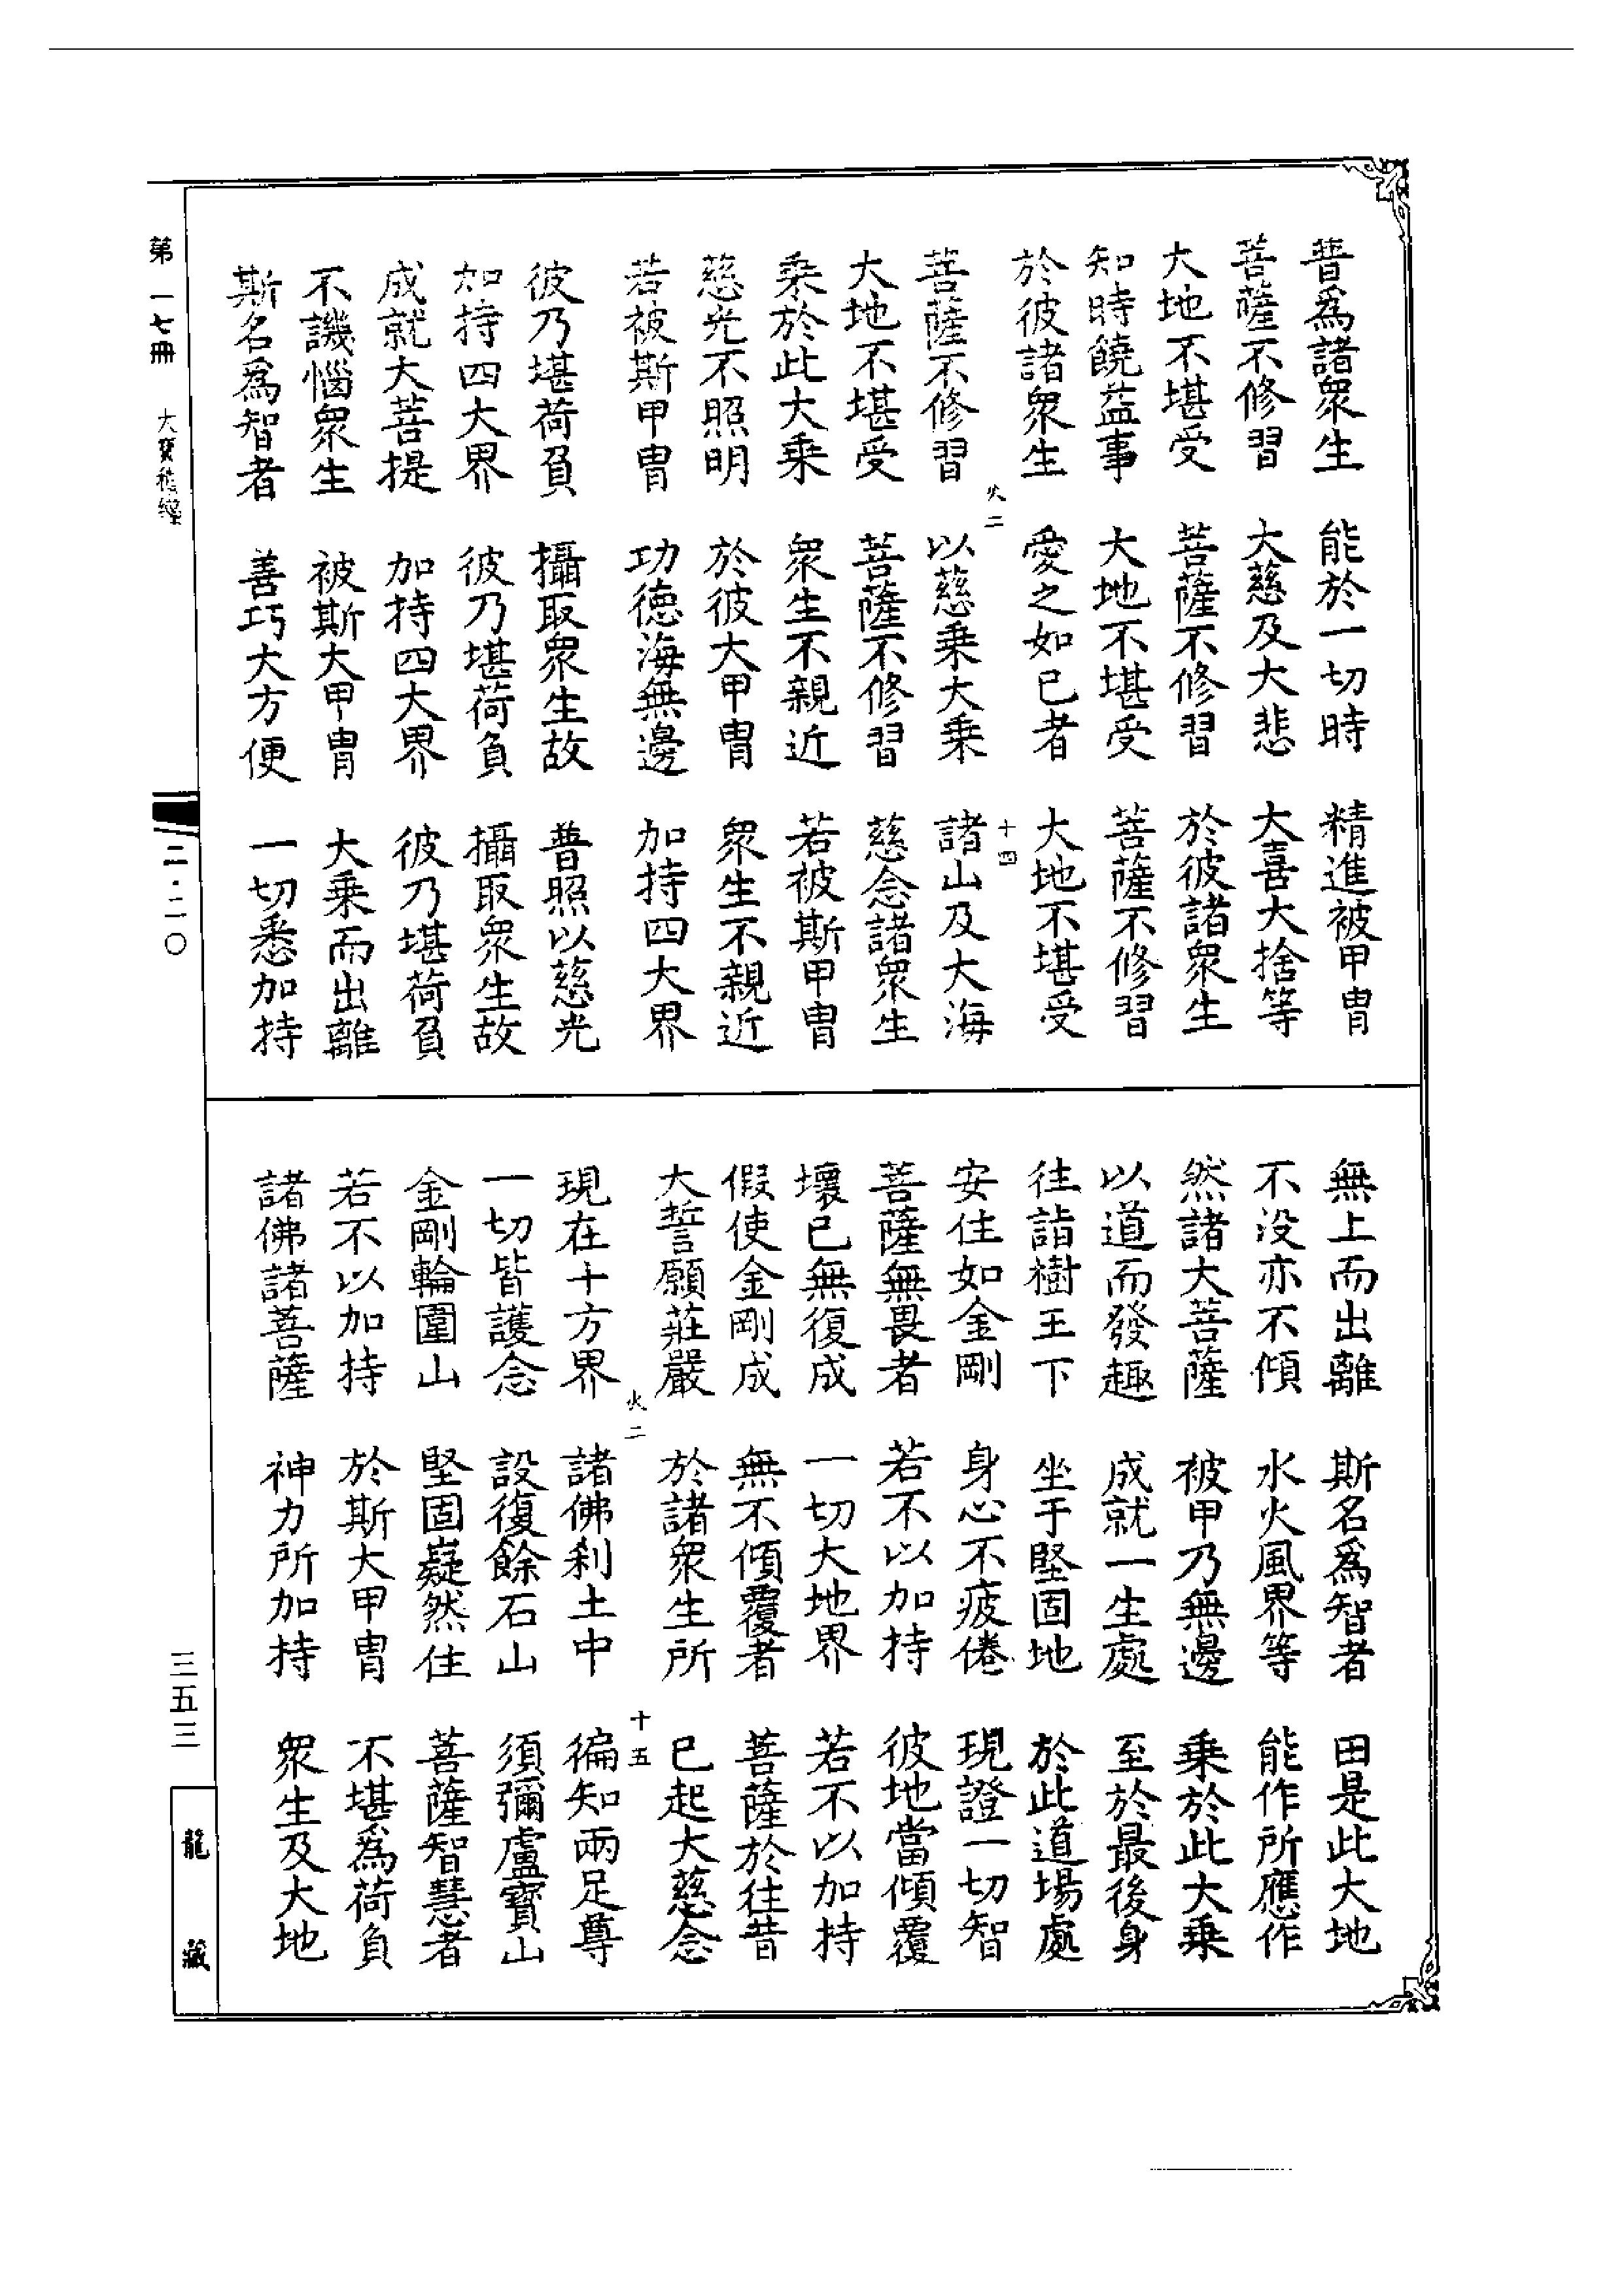 普爲諸衆生　能於一切時　精進被甲冑
菩薩不修習　大慈及大悲　大喜大捨等
大地不堪受　菩薩不修習　於彼諸衆生
知時饒益事　大地不堪受　菩薩不修習
於彼諸衆生　愛之如己者　大地不堪受
火二　十四
菩薩不修習　以慈乗大乗　諸山及大海
大地不堪受　菩薩不修習　慈念諸衆生
乗於此大乗　衆生不親近　若被斯甲冑
慈光不照明　於彼大甲冑　衆生不親近
若被斯甲冑　功德海無邊　加持四大界
彼乃堪荷負　攝取衆生故　普照以慈光
加持四大界　彼乃堪荷負　攝取衆生故
成就大菩提　加持四大界　彼乃堪荷負
不譏惱衆生　被斯大甲冑　大乗而出離
斯名爲智者　善巧大方便　一切悉加持
無上而出離　斯名爲智者　田是此大地
不没亦不傾　水火風界等　能作所應作
然諸大菩薩　被甲乃無邊　乗於此大乗
以道而發趣　成就一生處　至於最後身
往詣樹王下　坐于堅固地　於此道場處
安住如金剛　身心不疲倦　現證一切智
菩薩無畏者　若不以加持　彼地當傾覆
壞已無復成　一切大地界　若不以加持
假使金剛成　無不傾覆者　菩薩於往昔
大誓願莊嚴　於諸衆生所　已起大慈念
火二　十五
現在十方界　諸佛刹土中　徧知兩足尊
一切皆護念　設復餘石山　須彌盧寶山
金剛輪圍山　堅固嶷然住　菩薩智慧者
若不以加持　於斯大甲冑　不堪爲荷負
諸佛諸菩薩　神力所加持　衆生及大地
第一七冊　大寶積經　二·二〇　三五三　龍藏